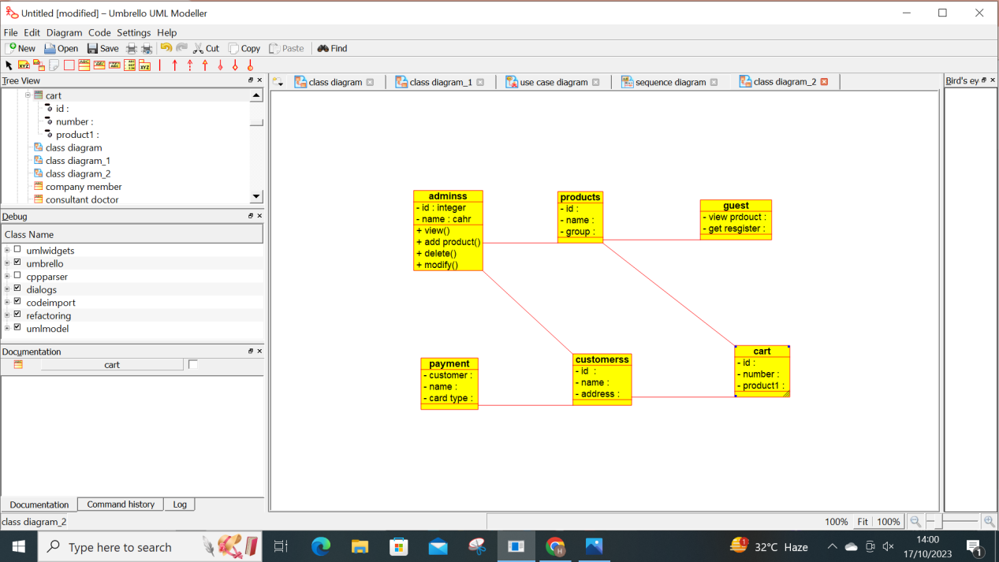 Untitled [modified] – Umbrello UML Modeller
File Edit Diagram Code Settings Help
New Open Save Cut Copy Paste Find
Tree View
cart
id :
number :
product1 :
class diagram
class diagram_1
class diagram_2
company member
consultant doctor
Debug
Class Name
umlwidgets
umbrello
cppparser
dialogs
codeimport
refactoring
umlmodel
Documentation
cart
Documentation Command history Log
class diagram_2
class diagram class diagram_1 use case diagram sequence diagram class diagram_2
adminss
- id : integer
- name : cahr
+ view()
+ add product()
+ delete()
+ modify()
products
- id :
- name :
- group :
guest
- view prdouct :
- get resgister :
payment
- customer :
- name :
- card type :
customerss
- id :
- name :
- address :
cart
- id :
- number :
- product1 :
Bird's ey
100% Fit 100%
Type here to search
1
32°C Haze
14:00
17/10/2023
1